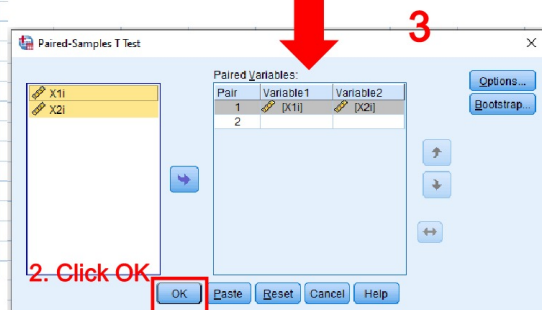 3
Paired-Samples T Test
Paired Variables:
X1i
X2i
Pair Variable1 Variable2
1 [X1i] [X2i]
2
Options...
Bootstrap...
2. Click OK
OK Paste Reset Cancel Help